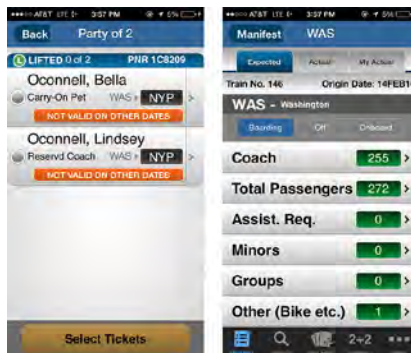 ●●●○○ AT&T LTE 3:57 PM 5%
Back Party of 2
L LIFTED 0 of 2 PNR 1C8209
Oconnell, Bella
Carry-On Pet WAS NYP >
NOT VALID ON OTHER DATES
Oconnell, Lindsey
Reservd Coach WAS NYP >
NOT VALID ON OTHER DATES
Select Tickets
AT&T LTE 3:57 PM 5%
Manifest WAS
Expected Actual My Actual
Train No. 146 Origin Date: 14FEB1
WAS - Washington
Boarding Off Onboard
Coach 255 >
Total Passengers 272 >
Assist. Req. 0 >
Minors 0 >
Groups 0 >
Other (Bike etc.) 1 >
2+2